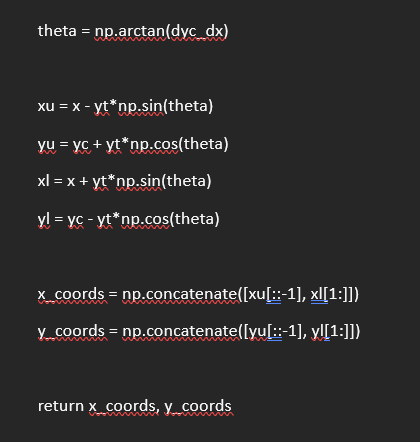 theta = np.arctan(dyc_dx)
xu = x - yt*np.sin(theta)
yu = yc + yt*np.cos(theta)
xl = x + yt*np.sin(theta)
yl = yc - yt*np.cos(theta)
x_coords = np.concatenate([xu[::-1], xl[1:]])
y_coords = np.concatenate([yu[::-1], yl[1:]])
return x_coords, y_coords